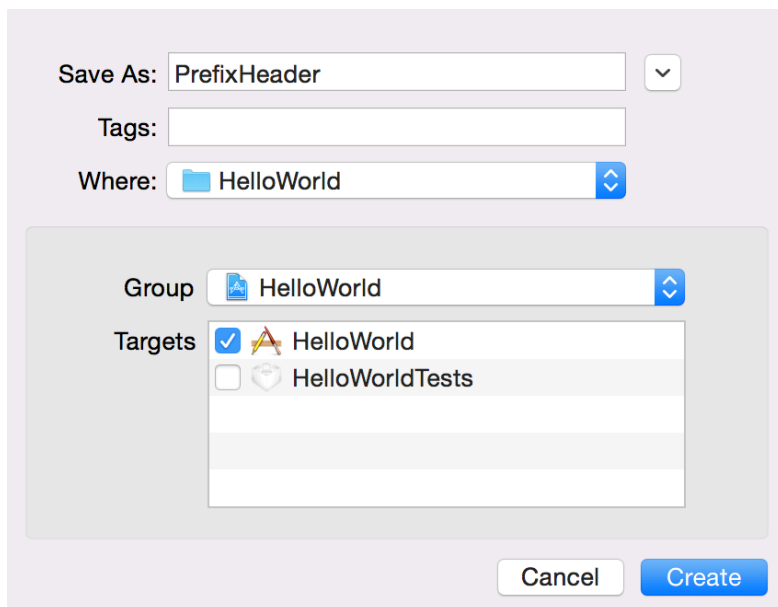 Save As: PrefixHeader
Tags:
Where: HelloWorld
Group HelloWorld
Targets HelloWorld
HelloWorldTests
Cancel Create